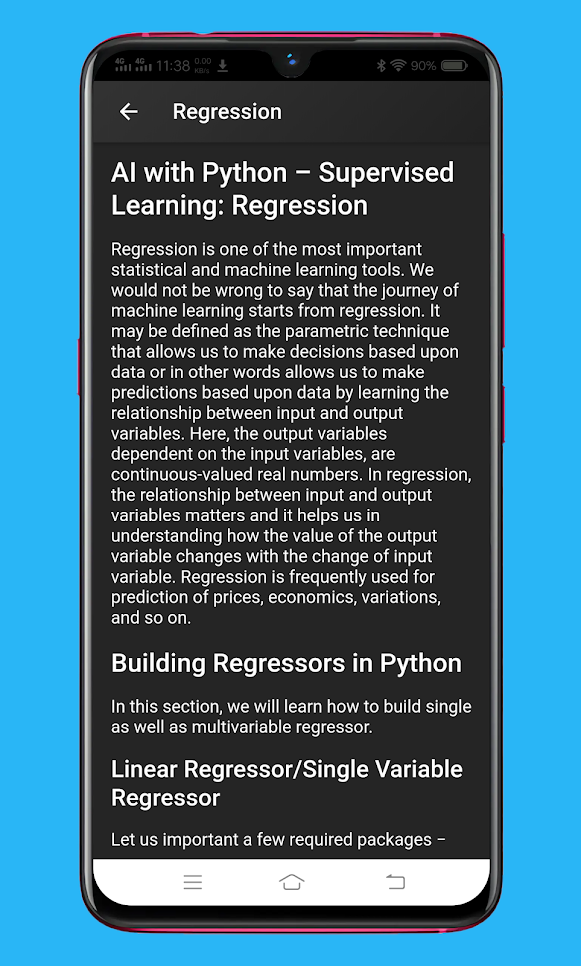 4G 4G 11:38 0.00 KB/s 90%
Regression
AI with Python – Supervised
Learning: Regression
Regression is one of the most important
statistical and machine learning tools. We
would not be wrong to say that the journey of
machine learning starts from regression. It
may be defined as the parametric technique
that allows us to make decisions based upon
data or in other words allows us to make
predictions based upon data by learning the
relationship between input and output
variables. Here, the output variables
dependent on the input variables, are
continuous-valued real numbers. In regression,
the relationship between input and output
variables matters and it helps us in
understanding how the value of the output
variable changes with the change of input
variable. Regression is frequently used for
prediction of prices, economics, variations,
and so on.
Building Regressors in Python
In this section, we will learn how to build single
as well as multivariable regressor.
Linear Regressor/Single Variable
Regressor
Let us important a few required packages −